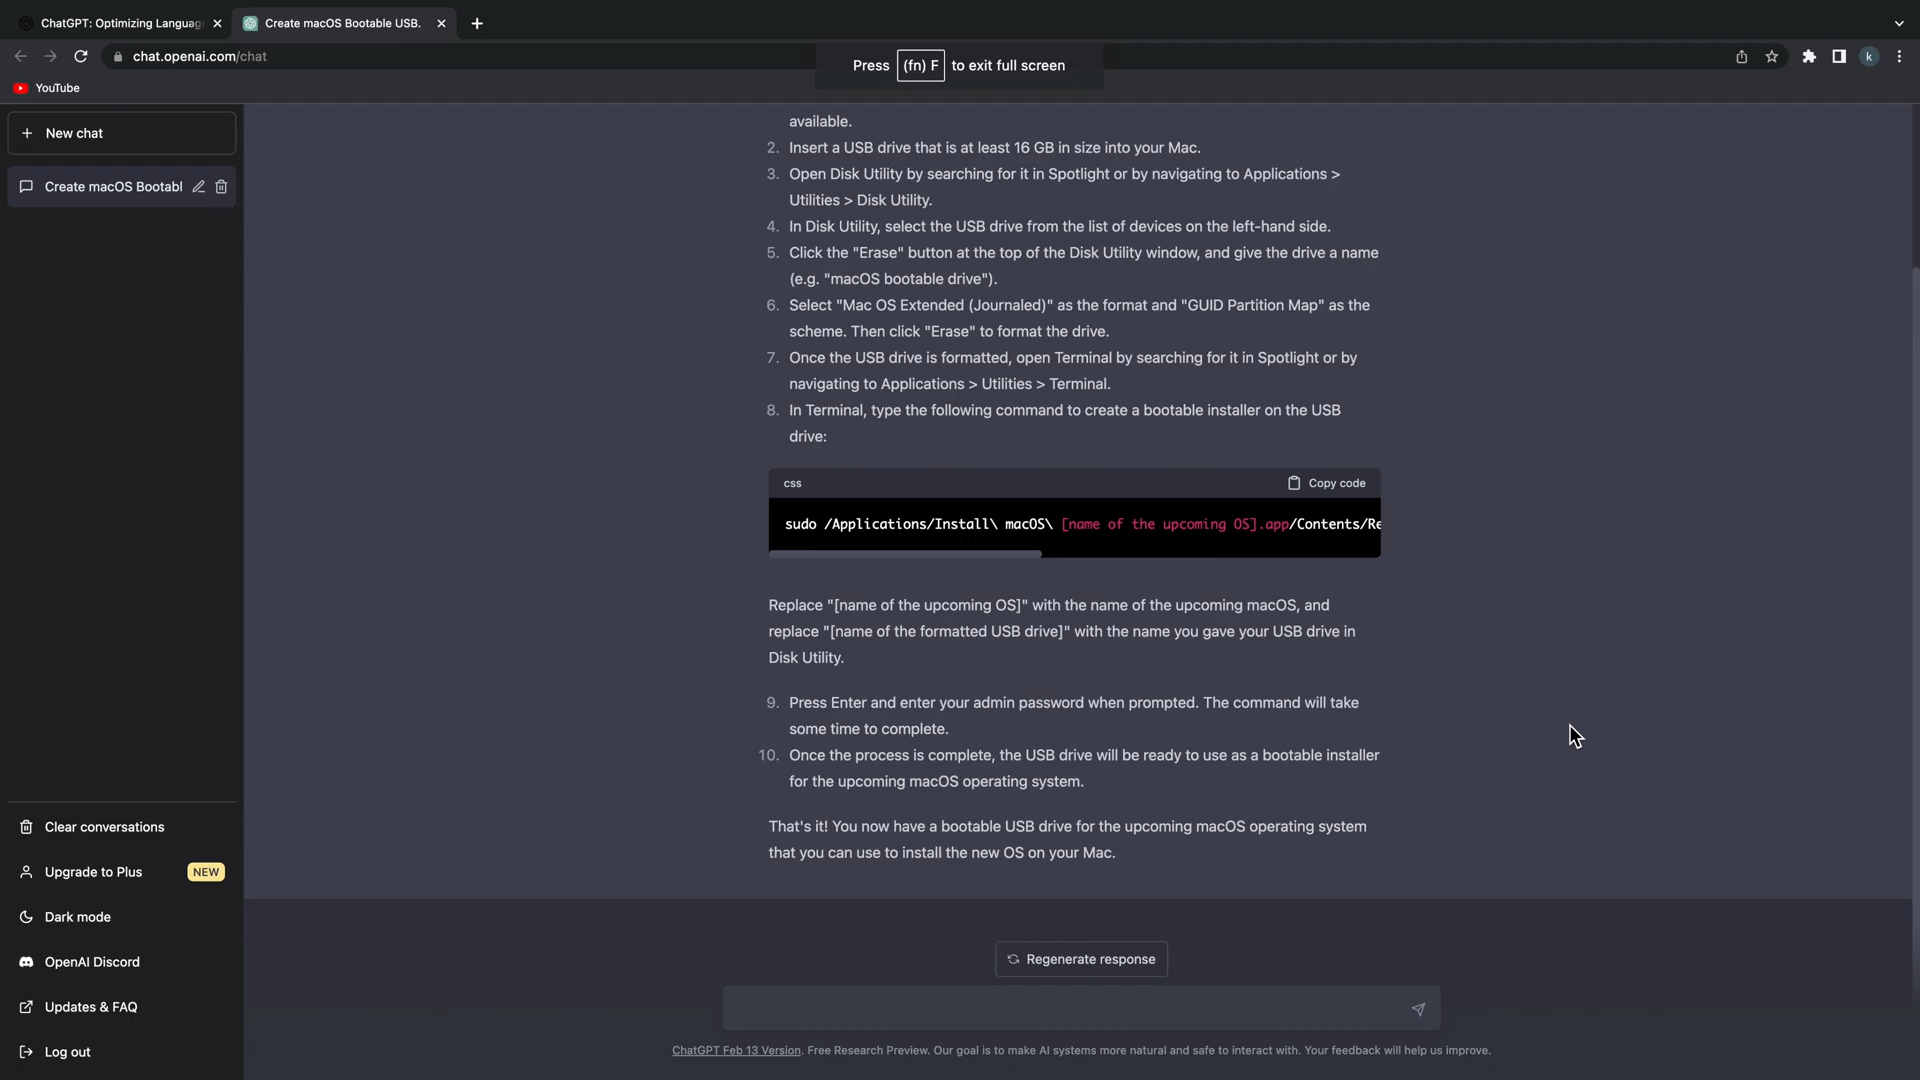 ChatGPT: Optimizing Languag
Create macOS Bootable USB.
chat.openai.com/chat
Press (fn) F to exit full screen
k
YouTube
New chat
Create macOS Bootabl
available.
2. Insert a USB drive that is at least 16 GB in size into your Mac.
3. Open Disk Utility by searching for it in Spotlight or by navigating to Applications >
Utilities > Disk Utility.
4. In Disk Utility, select the USB drive from the list of devices on the left-hand side.
5. Click the "Erase" button at the top of the Disk Utility window, and give the drive a name
(e.g. "macOS bootable drive").
6. Select "Mac OS Extended (Journaled)" as the format and "GUID Partition Map" as the
scheme. Then click "Erase" to format the drive.
7. Once the USB drive is formatted, open Terminal by searching for it in Spotlight or by
navigating to Applications > Utilities > Terminal.
8. In Terminal, type the following command to create a bootable installer on the USB
drive:
css
Copy code
sudo /Applications/Install\ macOS\ [name of the upcoming OS].app/Contents/Re
Replace "[name of the upcoming OS]" with the name of the upcoming macOS, and
replace "[name of the formatted USB drive]" with the name you gave your USB drive in
Disk Utility.
9. Press Enter and enter your admin password when prompted. The command will take
some time to complete.
10. Once the process is complete, the USB drive will be ready to use as a bootable installer
for the upcoming macOS operating system.
That's it! You now have a bootable USB drive for the upcoming macOS operating system
that you can use to install the new OS on your Mac.
Clear conversations
Upgrade to Plus NEW
Dark mode
OpenAI Discord
Updates & FAQ
Log out
Regenerate response
ChatGPT Feb 13 Version. Free Research Preview. Our goal is to make AI systems more natural and safe to interact with. Your feedback will help us improve.